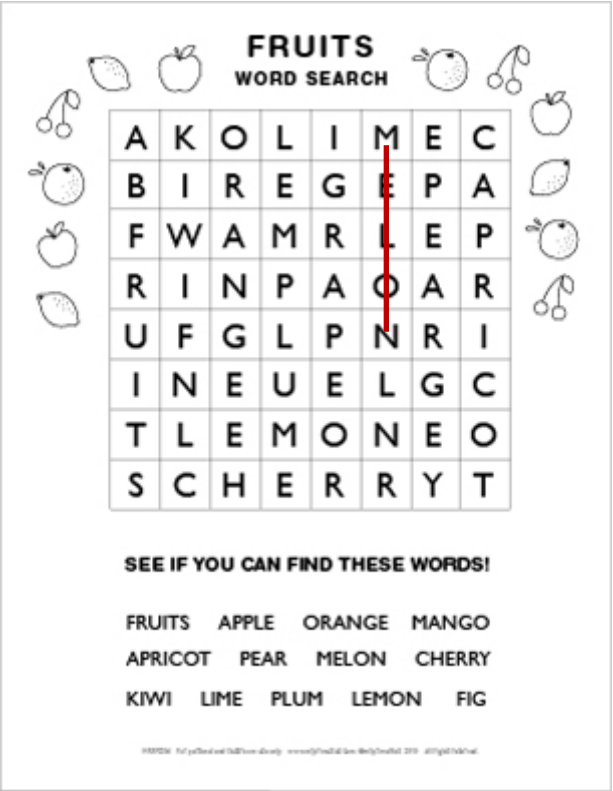 FRUITS
WORD SEARCH
A K O L I M E C
B I R E G E P A
F W A M R L E P
R I N P A O A R
U F G L P N R I
I N E U E L G C
T L E M O N E O
S C H E R R Y T
SEE IF YOU CAN FIND THESE WORDS!
FRUITS APPLE ORANGE MANGO
APRICOT PEAR MELON CHERRY
KIWI LIME PLUM LEMON FIG